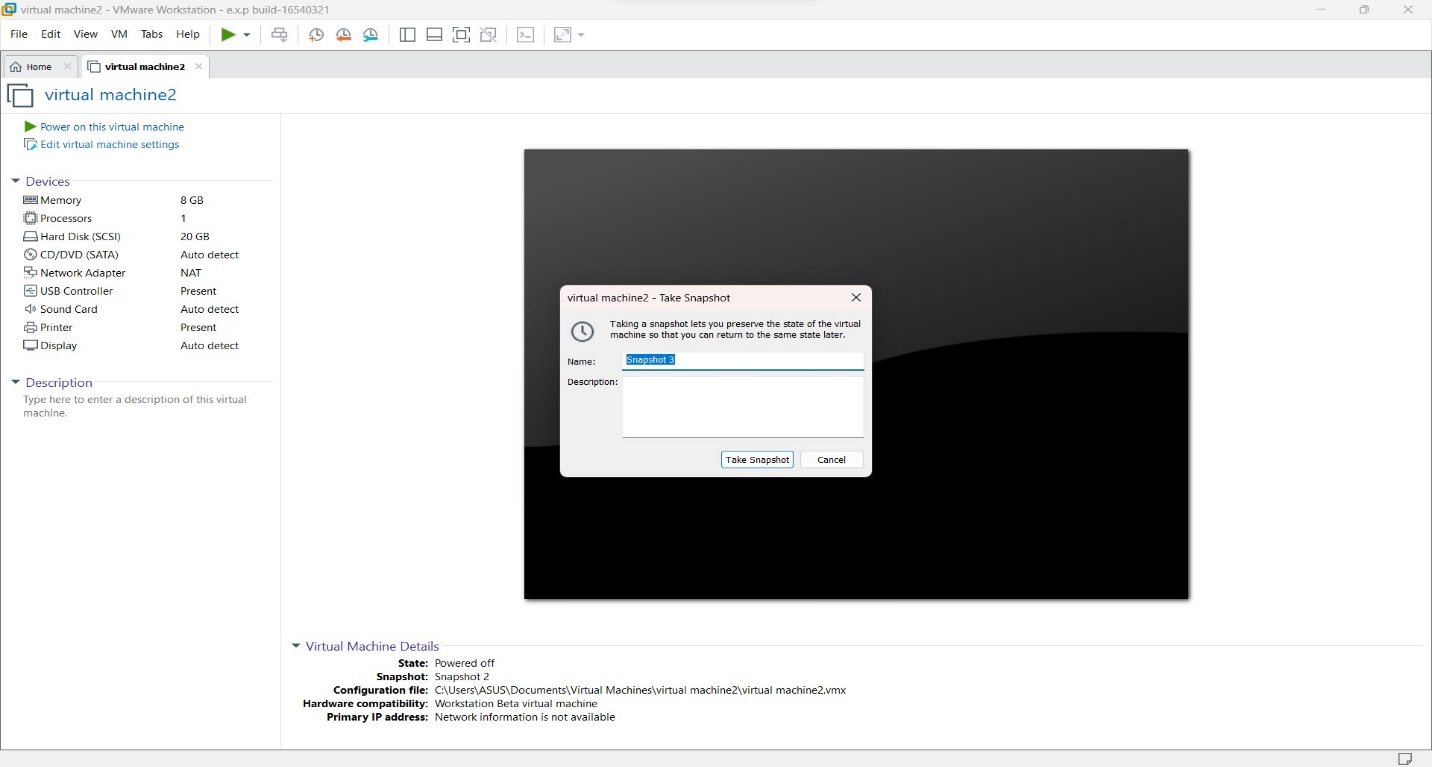 virtual machine2 - VMware Workstation - e.x.p build-16540321
File Edit View VM Tabs Help
Home
virtual machine2
virtual machine2
Power on this virtual machine
Edit virtual machine settings
Devices
Memory 8 GB
Processors 1
Hard Disk (SCSI) 20 GB
CD/DVD (SATA) Auto detect
Network Adapter NAT
USB Controller Present
Sound Card Auto detect
Printer Present
Display Auto detect
Description
Type here to enter a description of this virtual
machine.
virtual machine2 - Take Snapshot
Taking a snapshot lets you preserve the state of the virtual
machine so that you can return to the same state later.
Name: Snapshot 3
Description:
Take Snapshot Cancel
Virtual Machine Details
State: Powered off
Snapshot: Snapshot 2
Configuration file: C:\Users\ASUS\Documents\Virtual Machines\virtual machine2\virtual machine2.vmx
Hardware compatibility: Workstation Beta virtual machine
Primary IP address: Network information is not available